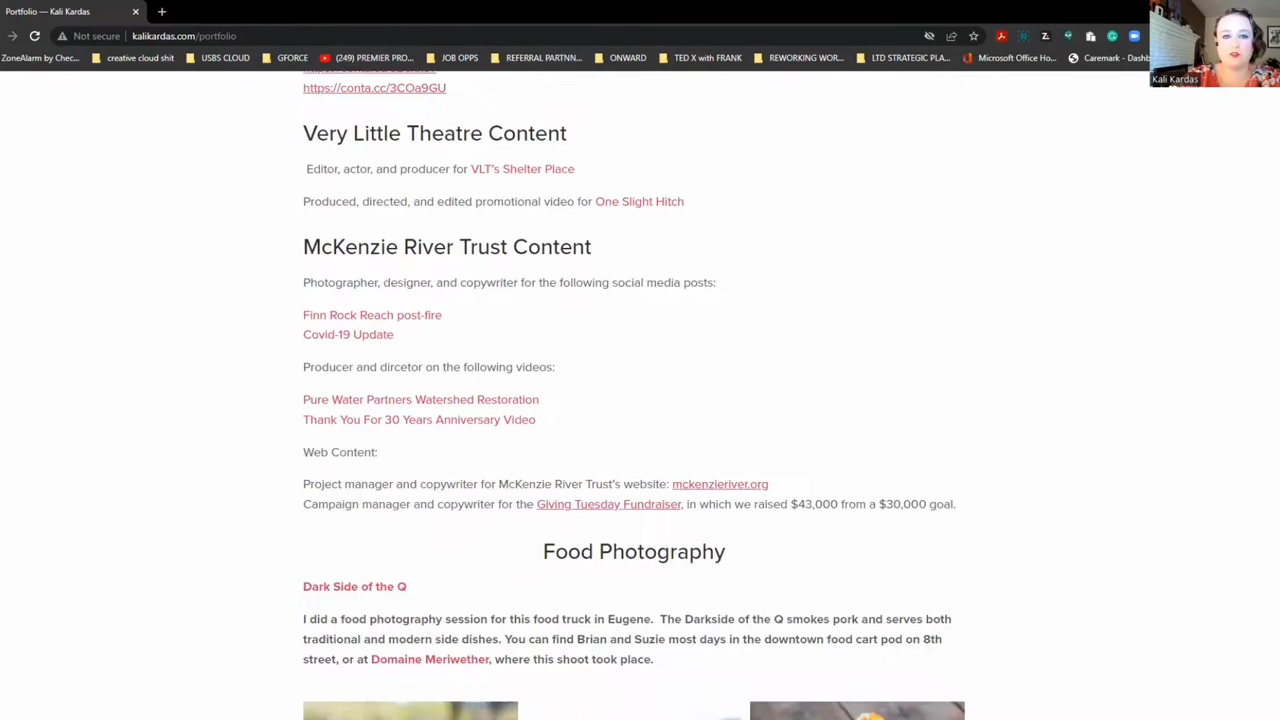 Portfolio — Kali Kardas
Not secure kalikardas.com/portfolio
ZoneAlarm by Chec... creative cloud shit USBS CLOUD GFORCE (249) PREMIER PRO... JOB OPPS REFERRAL PARTNN... ONWARD TED X with FRANK REWORKING WOR... LTD STRATEGIC PLA... Microsoft Office Ho... Caremark - Dashb
Kali Kardas
https://conta.cc/3COa9GU
Very Little Theatre Content
Editor, actor, and producer for VLT's Shelter Place
Produced, directed, and edited promotional video for One Slight Hitch
McKenzie River Trust Content
Photographer, designer, and copywriter for the following social media posts:
Finn Rock Reach post-fire
Covid-19 Update
Producer and dircetor on the following videos:
Pure Water Partners Watershed Restoration
Thank You For 30 Years Anniversary Video
Web Content:
Project manager and copywriter for McKenzie River Trust's website: mckenzieriver.org
Campaign manager and copywriter for the Giving Tuesday Fundraiser, in which we raised $43,000 from a $30,000 goal.
Food Photography
Dark Side of the Q
I did a food photography session for this food truck in Eugene. The Darkside of the Q smokes pork and serves both
traditional and modern side dishes. You can find Brian and Suzie most days in the downtown food cart pod on 8th
street, or at Domaine Meriwether, where this shoot took place.